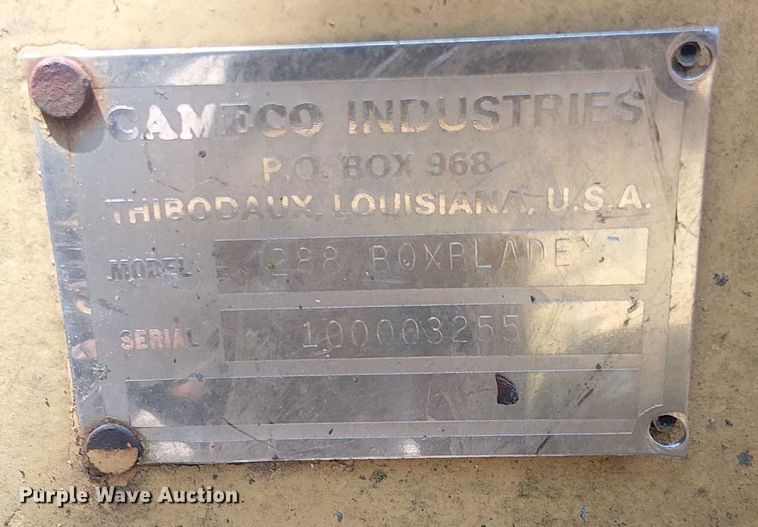 CAMECO INDUSTRIES
P.O. BOX 968
THIBODAUX, LOUISIANA, U.S.A.
MODEL 288 BOXBLADE
SERIAL 100003255
Purple Wave Auction